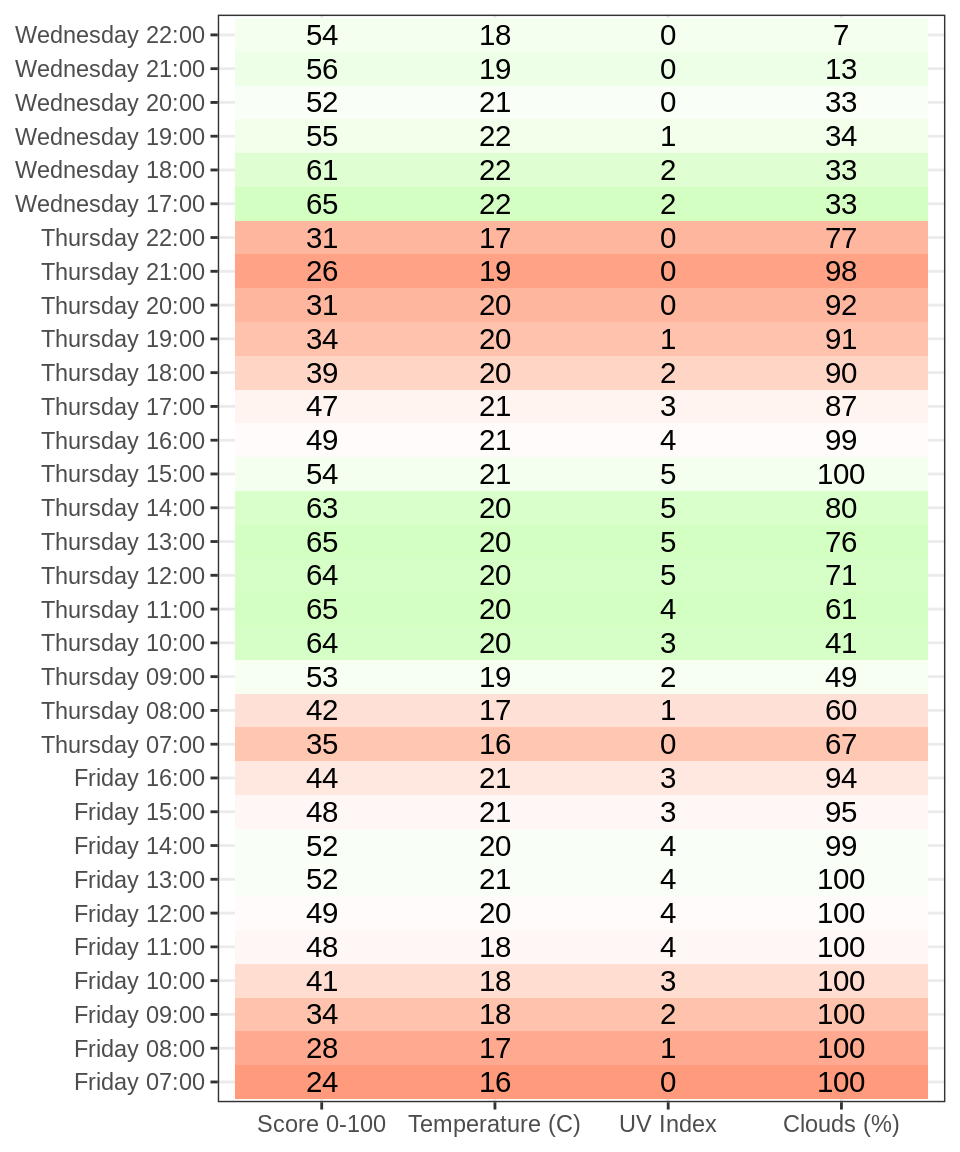 Wednesday 22:00 54 18 0 7
Wednesday 21:00 56 19 0 13
Wednesday 20:00 52 21 0 33
Wednesday 19:00 55 22 1 34
Wednesday 18:00 61 22 2 33
Wednesday 17:00 65 22 2 33
Thursday 22:00 31 17 0 77
Thursday 21:00 26 19 0 98
Thursday 20:00 31 20 0 92
Thursday 19:00 34 20 1 91
Thursday 18:00 39 20 2 90
Thursday 17:00 47 21 3 87
Thursday 16:00 49 21 4 99
Thursday 15:00 54 21 5 100
Thursday 14:00 63 20 5 80
Thursday 13:00 65 20 5 76
Thursday 12:00 64 20 5 71
Thursday 11:00 65 20 4 61
Thursday 10:00 64 20 3 41
Thursday 09:00 53 19 2 49
Thursday 08:00 42 17 1 60
Thursday 07:00 35 16 0 67
Friday 16:00 44 21 3 94
Friday 15:00 48 21 3 95
Friday 14:00 52 20 4 99
Friday 13:00 52 21 4 100
Friday 12:00 49 20 4 100
Friday 11:00 48 18 4 100
Friday 10:00 41 18 3 100
Friday 09:00 34 18 2 100
Friday 08:00 28 17 1 100
Friday 07:00 24 16 0 100
Score 0-100 Temperature (C) UV Index Clouds (%)